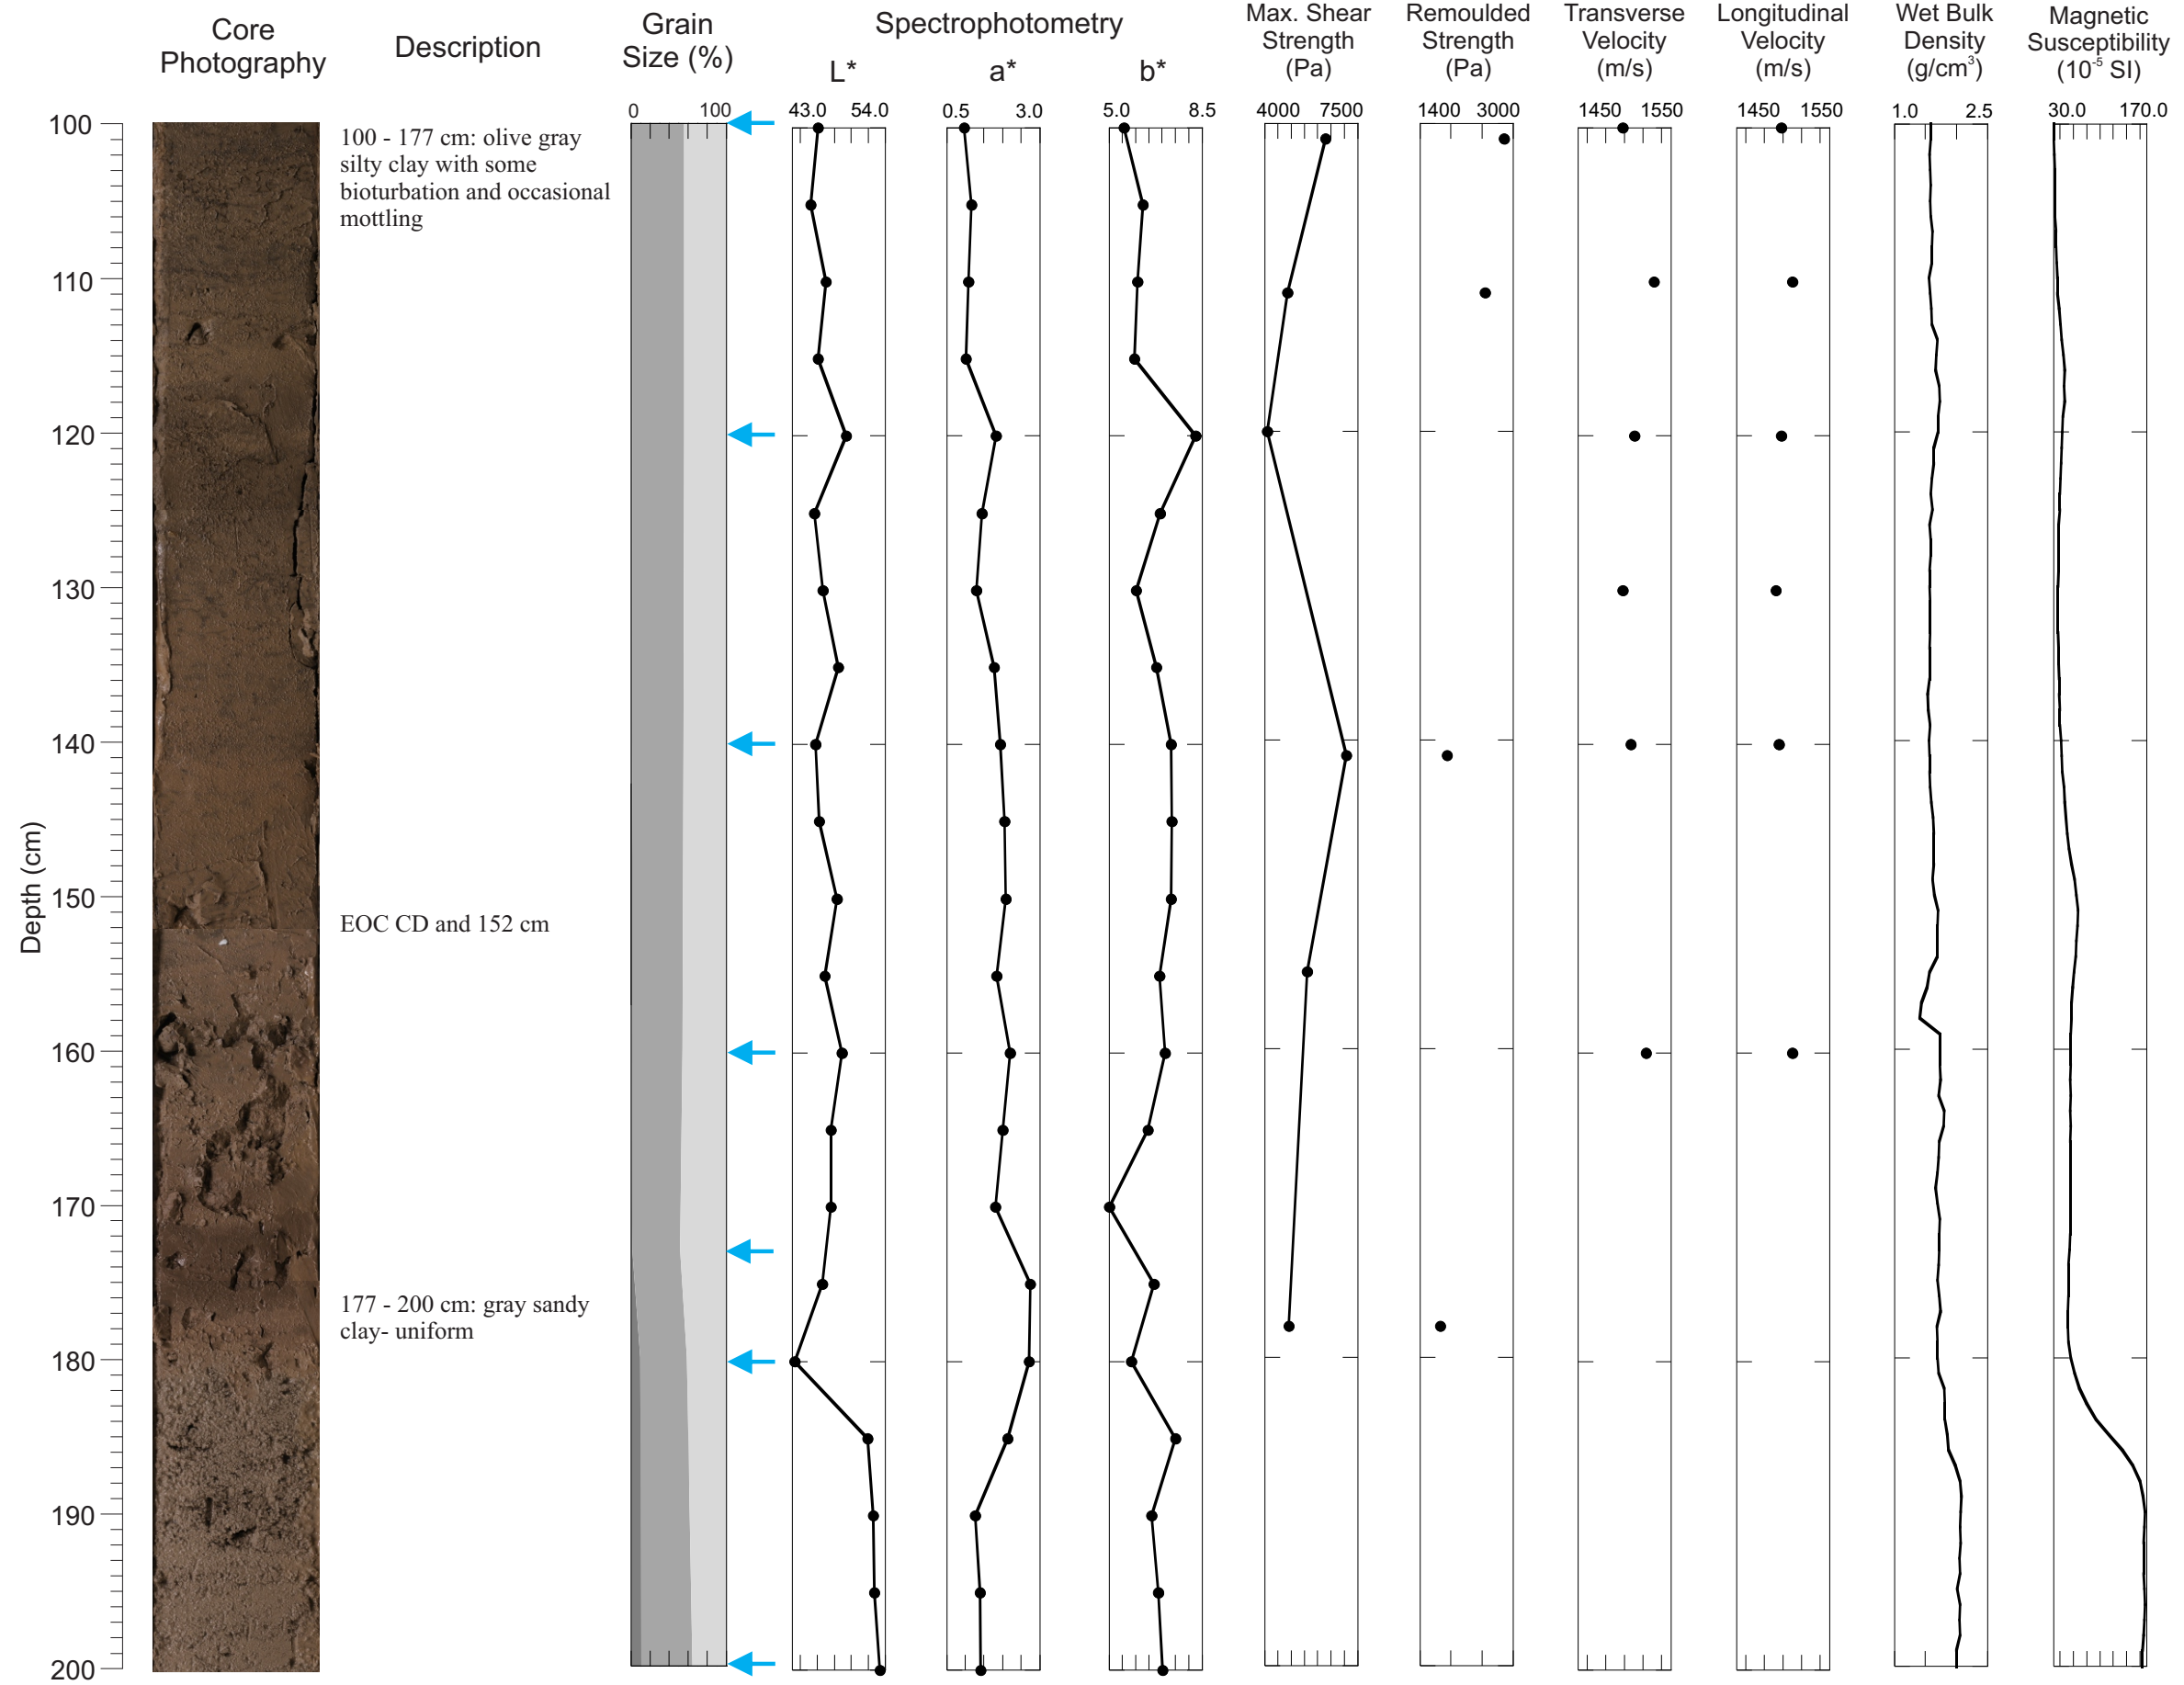 Core
Photography
Description
Grain
Size (%)
Spectrophotometry
L*
a*
b*
Max. Shear
Strength
(Pa)
Remoulded
Strength
(Pa)
Transverse
Velocity
(m/s)
Longitudinal
Velocity
(m/s)
Wet Bulk
Density
(g/cm³)
Magnetic
Susceptibility
(10⁻⁵ SI)
0 100
43.0 54.0
0.5 3.0
5.0 8.5
4000 7500
1400 3000
1450 1550
1450 1550
1.0 2.5
30.0 170.0
Depth (cm)
100
110
120
130
140
150
160
170
180
190
200
100 - 177 cm: olive gray
silty clay with some
bioturbation and occasional
mottling
EOC CD and 152 cm
177 - 200 cm: gray sandy
clay- uniform